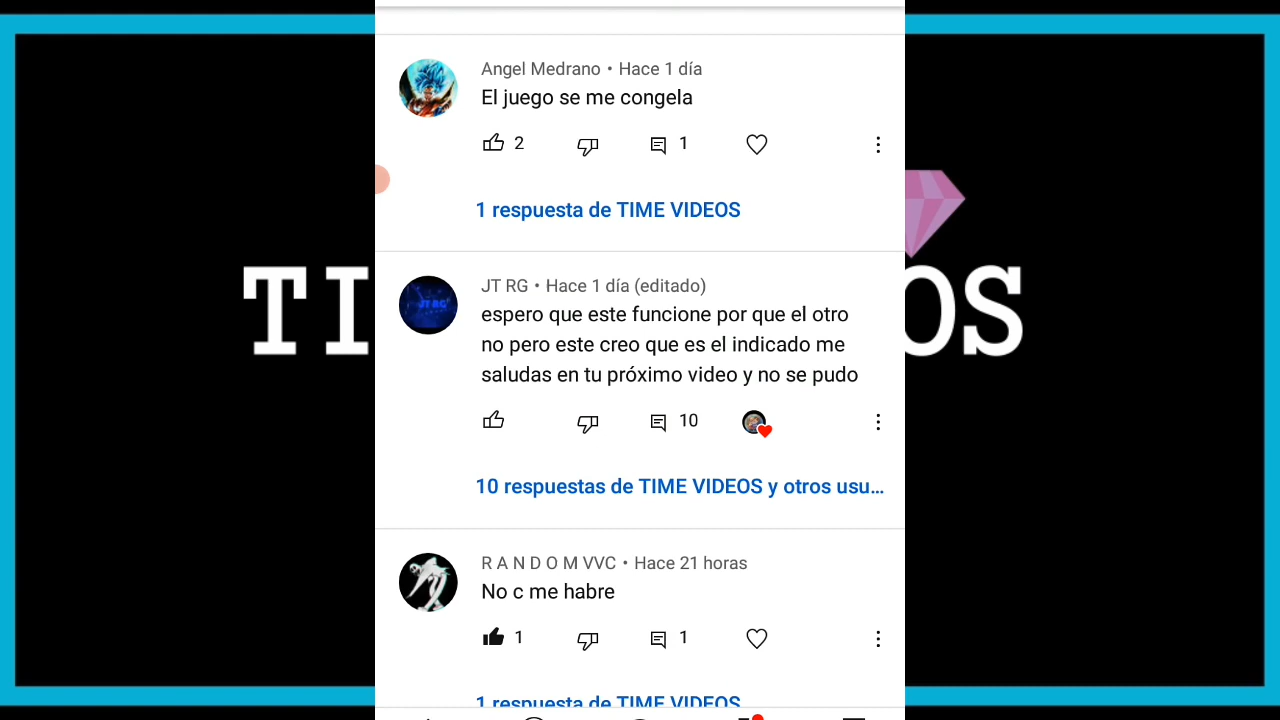 Angel Medrano • Hace 1 día
El juego se me congela
2
1
1 respuesta de TIME VIDEOS
TI
OS
JT RG • Hace 1 día (editado)
JT RG
espero que este funcione por que el otro
no pero este creo que es el indicado me
saludas en tu próximo video y no se pudo
10
10 respuestas de TIME VIDEOS y otros usu...
R A N D O M VVC • Hace 21 horas
No c me habre
1
1
1 respuesta de TIME VIDEOS